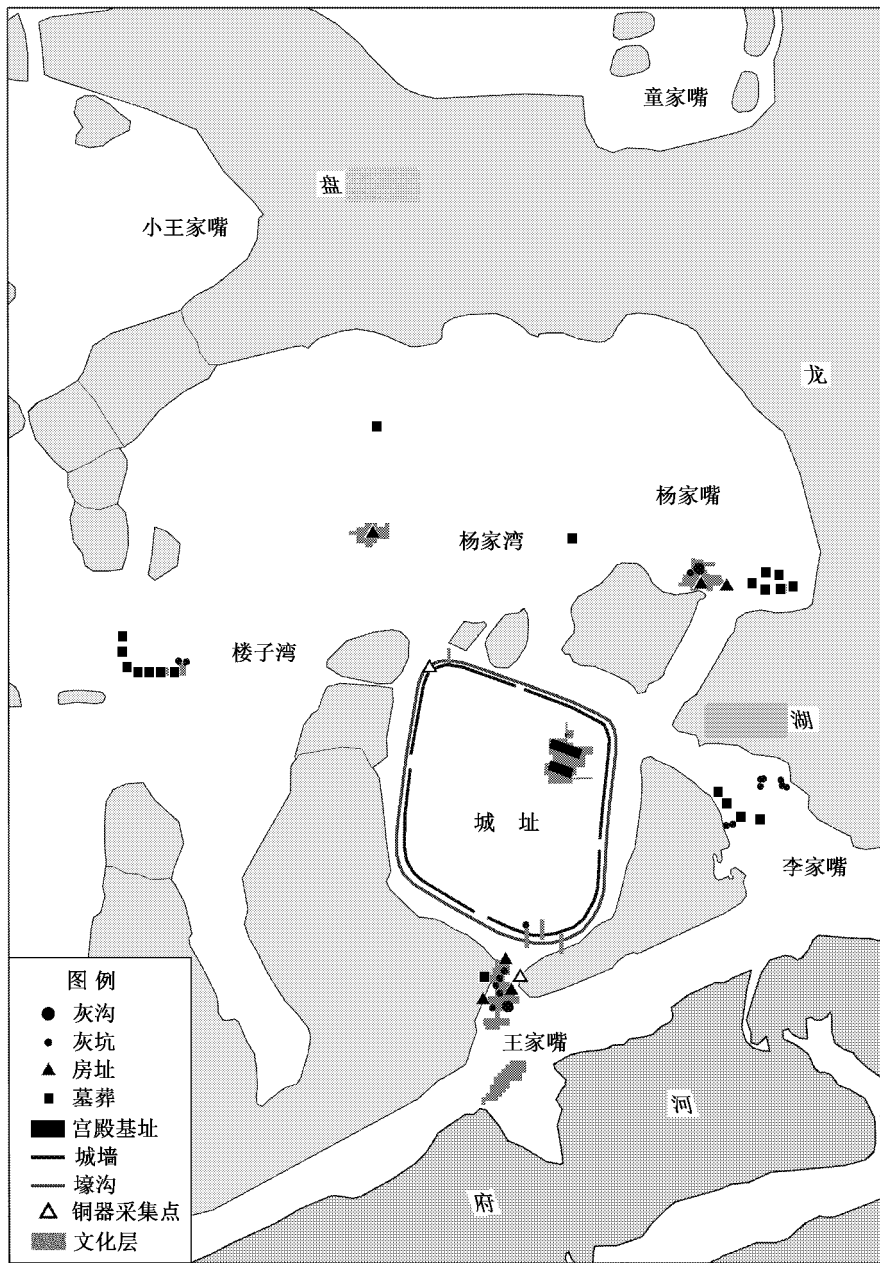 童家嘴
盘
小王家嘴
龙
杨家嘴
杨家湾
楼子湾
湖
城 址
李家嘴
王家嘴
河
府
图 例
灰沟
灰坑
房址
墓葬
宫殿基址
城墙
壕沟
铜器采集点
文化层